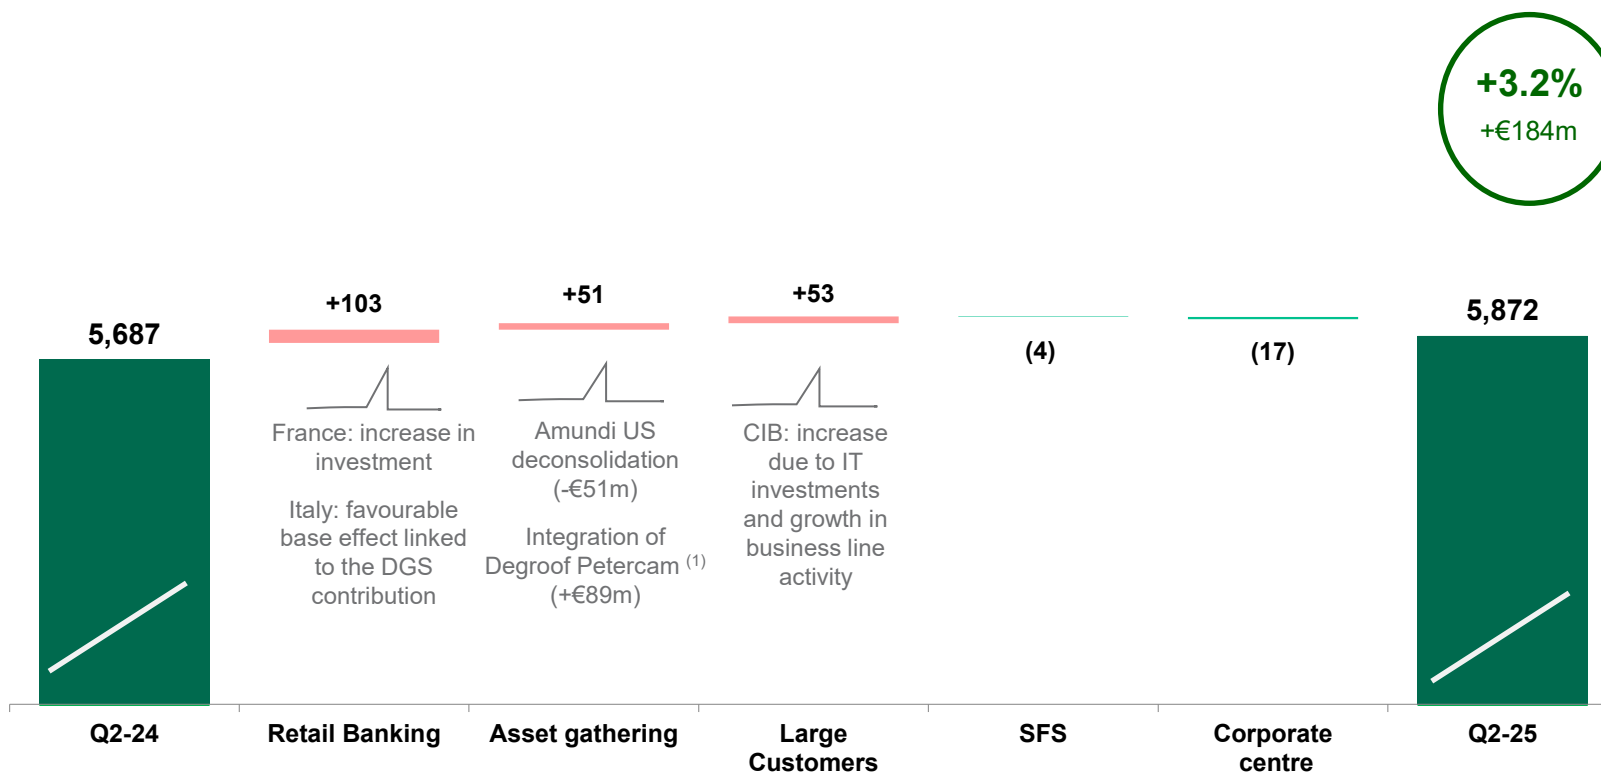 +3.2%
+€184m
5,687
+103
+51
+53
(4)
(17)
5,872
France: increase in
investment
Italy: favourable
base effect linked
to the DGS
contribution
Amundi US
deconsolidation
(-€51m)
Integration of
Degroof Petercam (1)
(+€89m)
CIB: increase
due to IT
investments
and growth in
business line
activity
Q2-24
Retail Banking
Asset gathering
Large
Customers
SFS
Corporate
centre
Q2-25